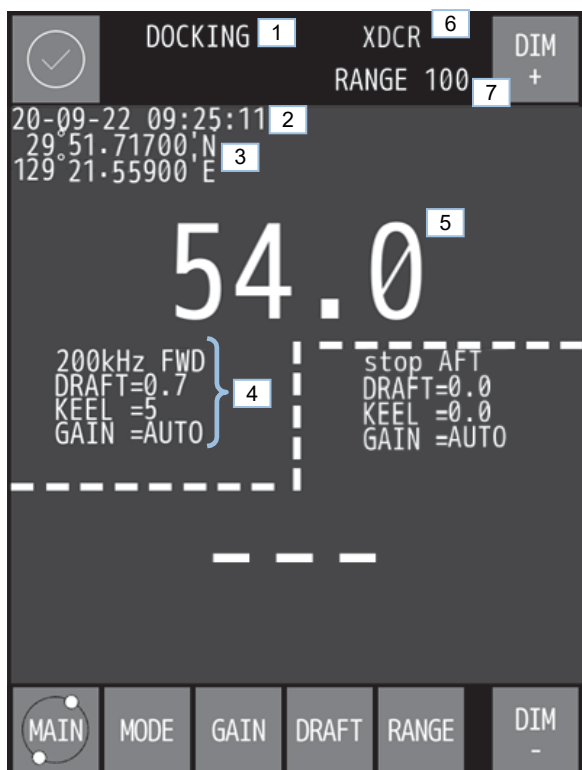 DOCKING 1
XDCR 6
RANGE 100 7
DIM
+
20-09-22 09:25:11 2
29°51.71700'N
129°21.55900'E 3
54.0 5
200kHz FWD
DRAFT=0.7
KEEL =5
GAIN =AUTO
4
stop AFT
DRAFT=0.0
KEEL =0.0
GAIN =AUTO
---
MAIN MODE GAIN DRAFT RANGE
DIM
-